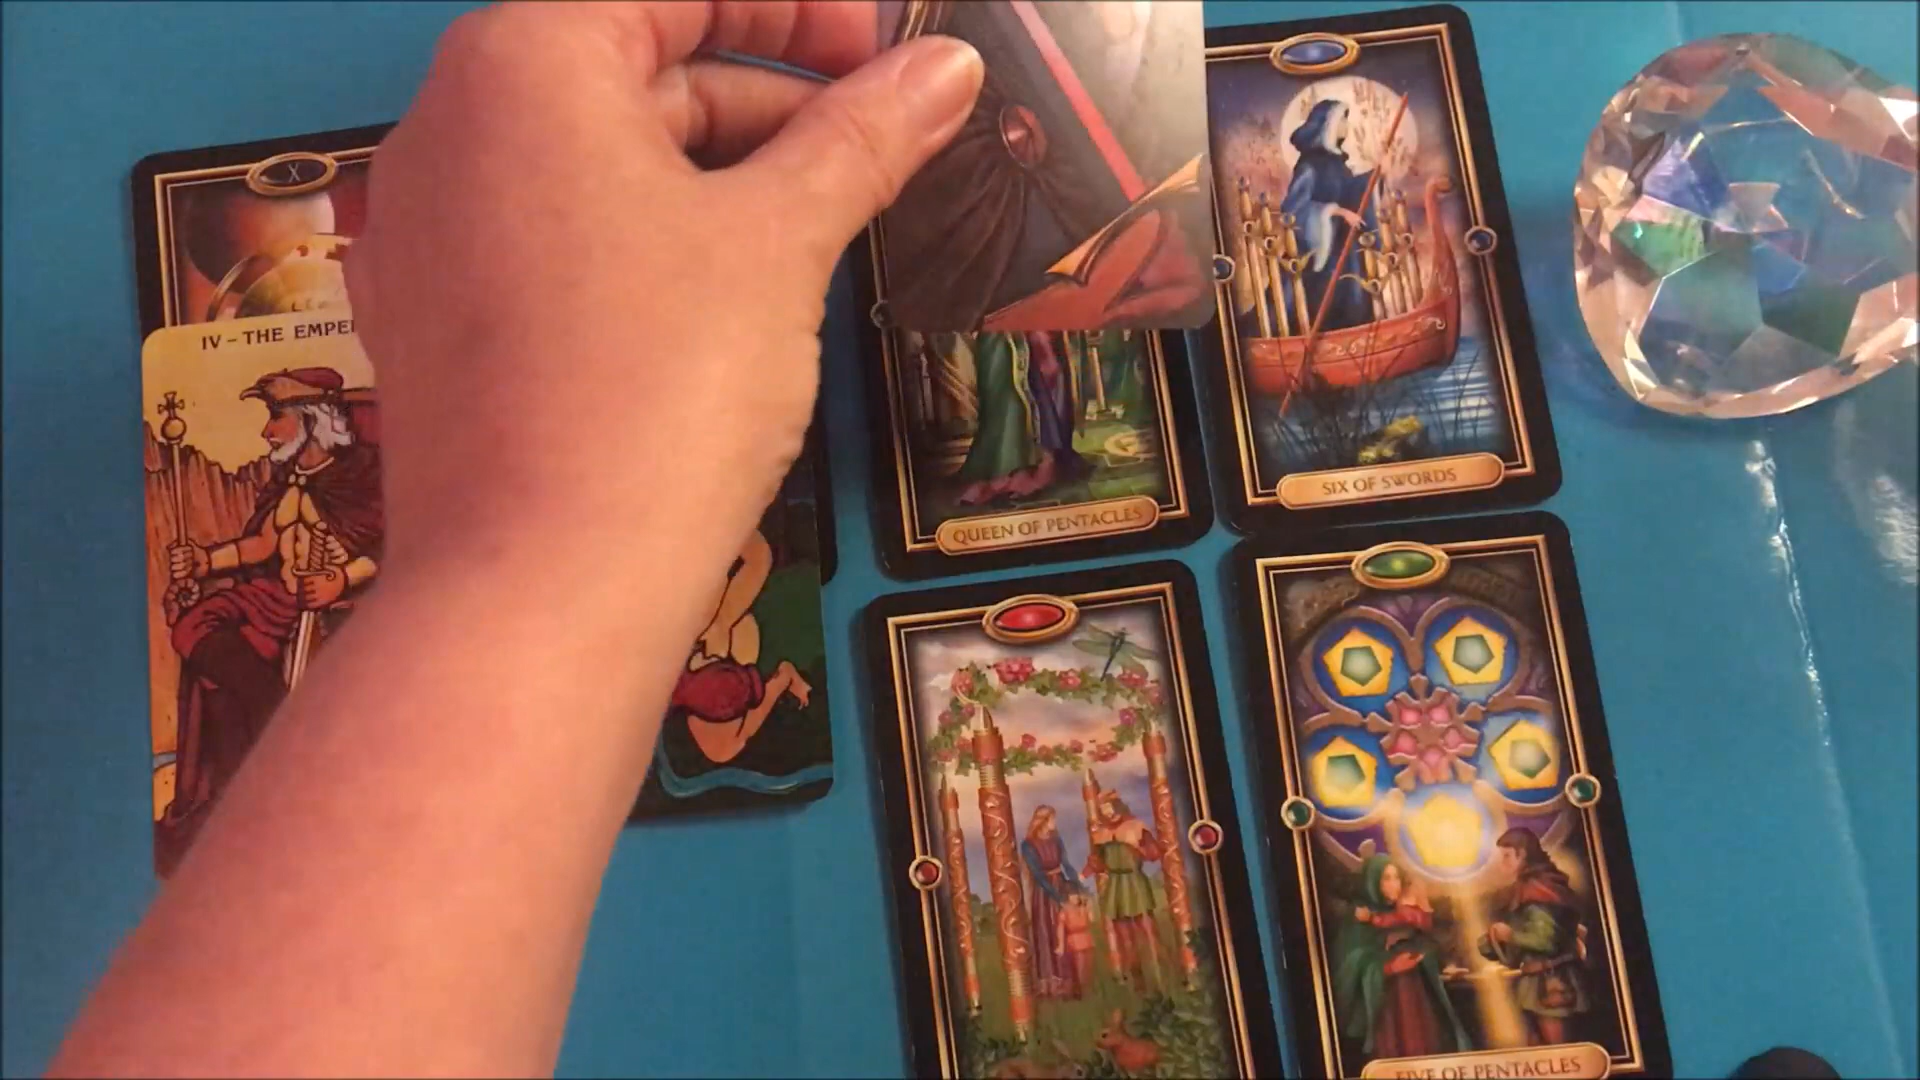 X
IV – THE EMPE
QUEEN OF PENTACLES
SIX OF SWORDS
FIVE OF PENTACLES